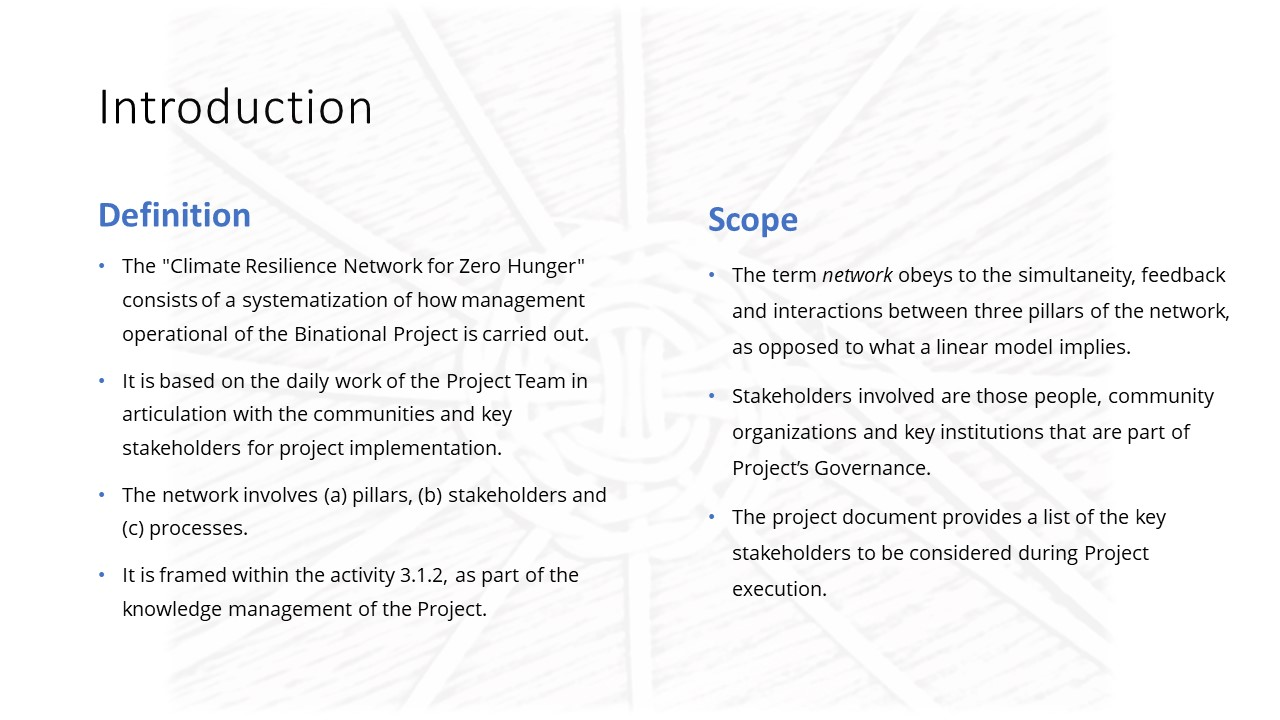 Introduction
Definition
• The "Climate Resilience Network for Zero Hunger"
consists of a systematization of how management
operational of the Binational Project is carried out.
• It is based on the daily work of the Project Team in
articulation with the communities and key
stakeholders for project implementation.
• The network involves (a) pillars, (b) stakeholders and
(c) processes.
• It is framed within the activity 3.1.2, as part of the
knowledge management of the Project.
Scope
• The term network obeys to the simultaneity, feedback
and interactions between three pillars of the network,
as opposed to what a linear model implies.
• Stakeholders involved are those people, community
organizations and key institutions that are part of
Project’s Governance.
• The project document provides a list of the key
stakeholders to be considered during Project
execution.